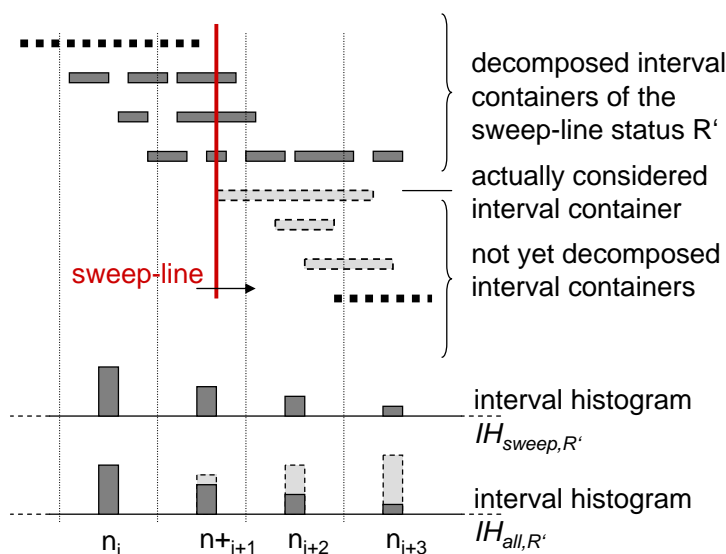 decomposed interval
containers of the
sweep-line status R‘
actually considered
interval container
not yet decomposed
interval containers
sweep-line
interval histogram
IHsweep,R‘
interval histogram
IHall,R‘
ni
n+i+1
ni+2
ni+3